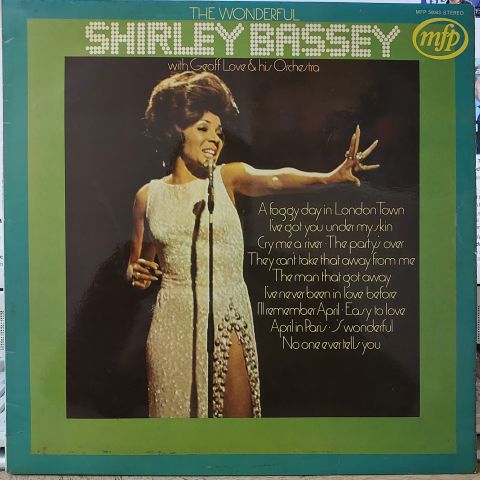 THE WONDERFUL
MFP 50045 STEREO
SHIRLEY BASSEY
mfp
with Geoff Love & his Orchestra
A foggy day in London Town
I've got you under my skin
Cry me a river · The partys over
They cant take that away from me
The man that got away
I've never been in love before
I'll remember April · Easy to love
April in Paris · 's wonderful
No one ever tells you